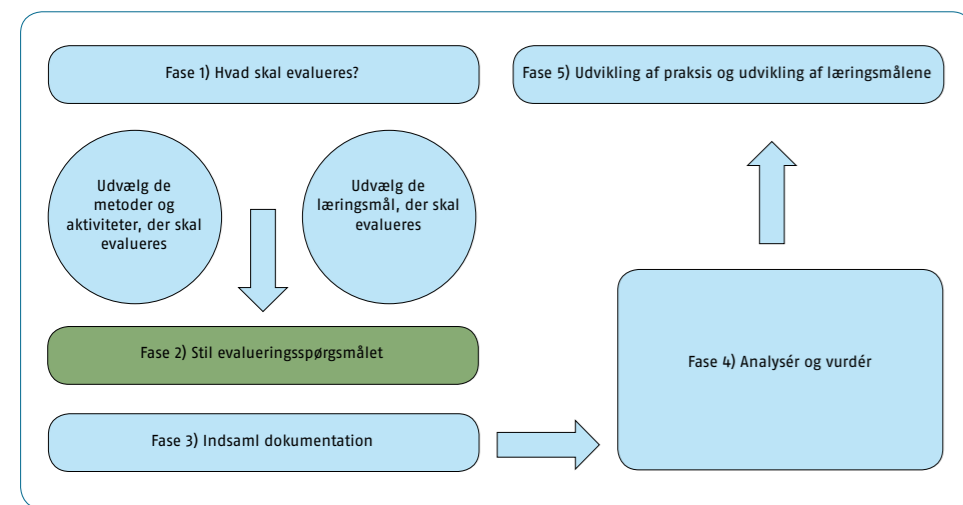 Fase 1) Hvad skal evalueres?
Udvælg de
metoder og
aktiviteter, der skal
evalueres
Udvælg de
læringsmål, der skal
evalueres
Fase 2) Stil evalueringsspørgsmålet
Fase 3) Indsaml dokumentation
Fase 4) Analysér og vurdér
Fase 5) Udvikling af praksis og udvikling af læringsmålene